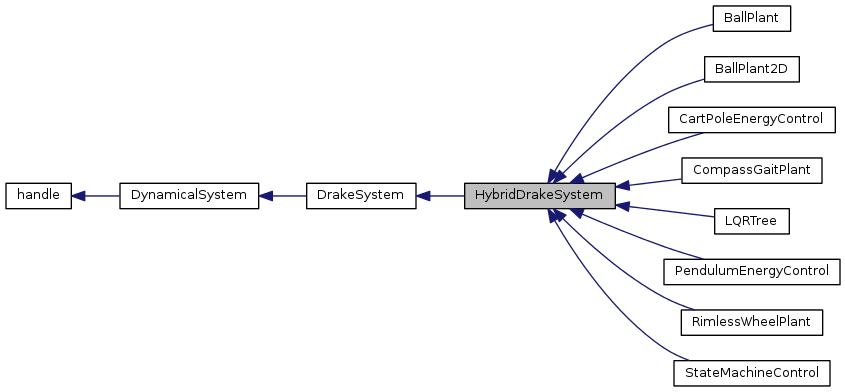 handle
DynamicalSystem
DrakeSystem
HybridDrakeSystem
BallPlant
BallPlant2D
CartPoleEnergyControl
CompassGaitPlant
LQRTree
PendulumEnergyControl
RimlessWheelPlant
StateMachineControl